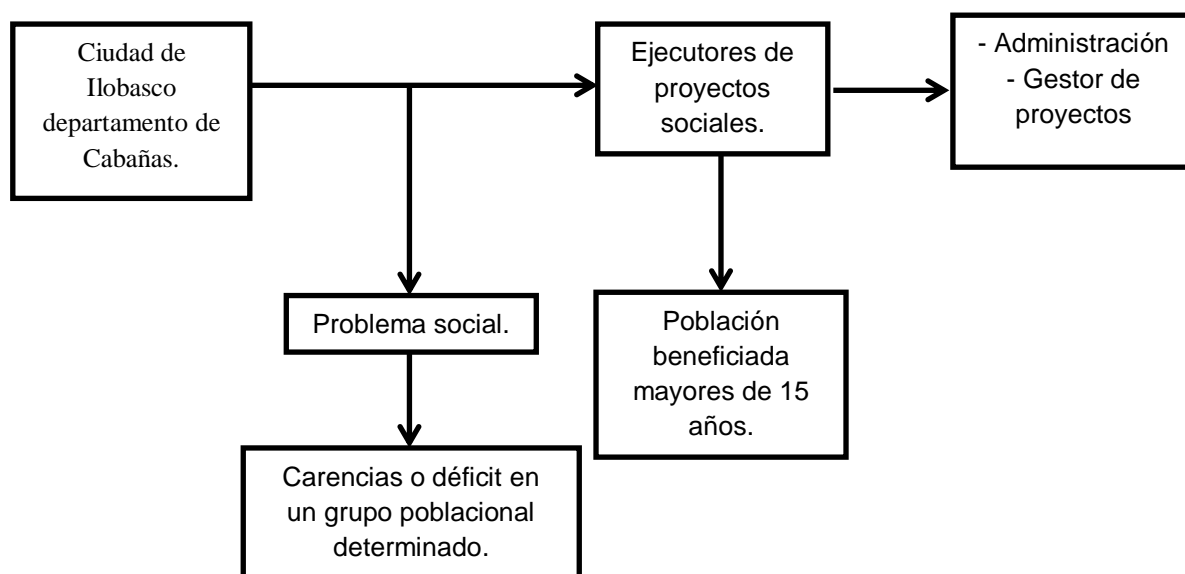 Ciudad de
Ilobasco
departamento de
Cabañas.
Ejecutores de
proyectos
sociales.
- Administración
- Gestor de
proyectos
Problema social.
Población
beneficiada
mayores de 15
años.
Carencias o déficit en
un grupo poblacional
determinado.